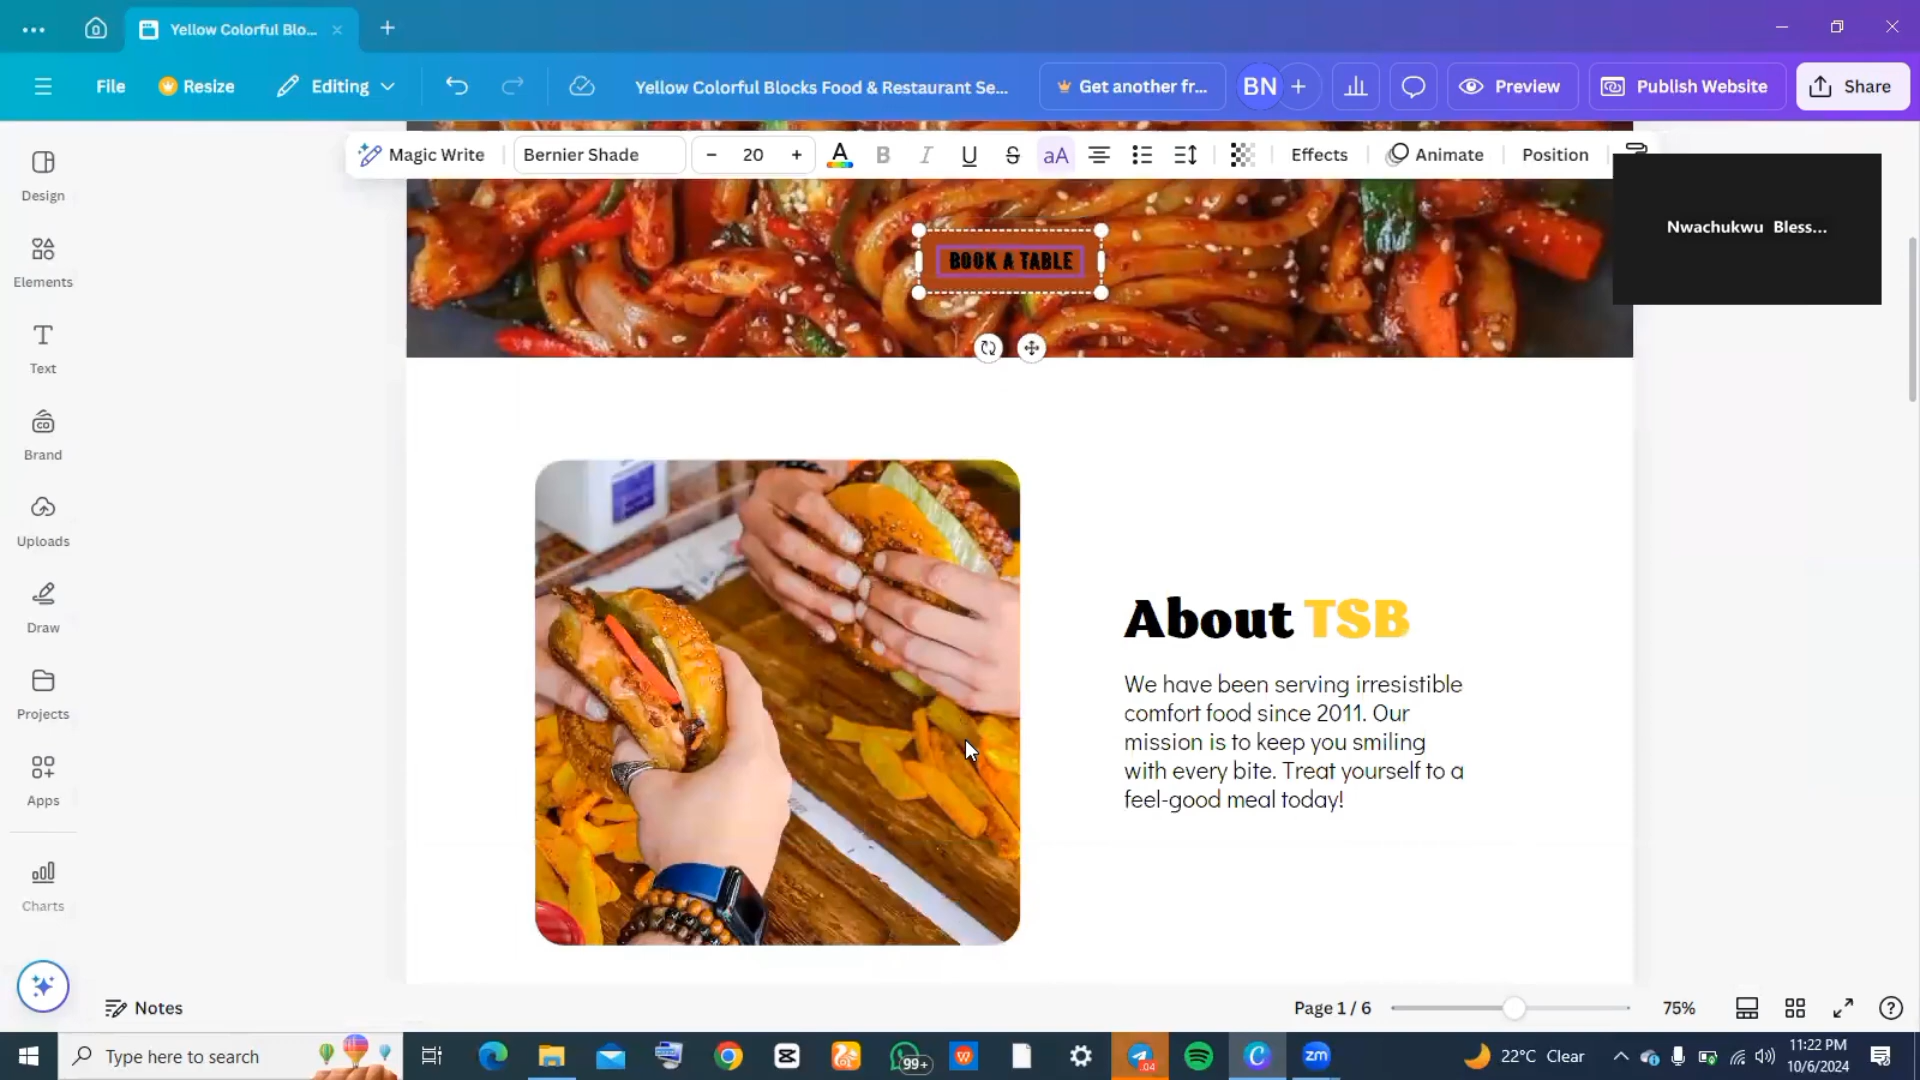 Yellow Colorful Blo...
File
Resize
Editing
Yellow Colorful Blocks Food & Restaurant Se...
Get another fr...
BN
Preview
Publish Website
Share
Magic Write
Bernier Shade
20
A
B
I
U
S
aA
Effects
Animate
Position
Nwachukwu Bless...
Design
Elements
Text
Brand
Uploads
Draw
Projects
Apps
Charts
BOOK A TABLE
About TSB
We have been serving irresistible
comfort food since 2011. Our
mission is to keep you smiling
with every bite. Treat yourself to a
feel-good meal today!
Notes
Page 1 / 6
75%
Type here to search
99+
.04
zm
22°C Clear
11:22 PM
10/6/2024